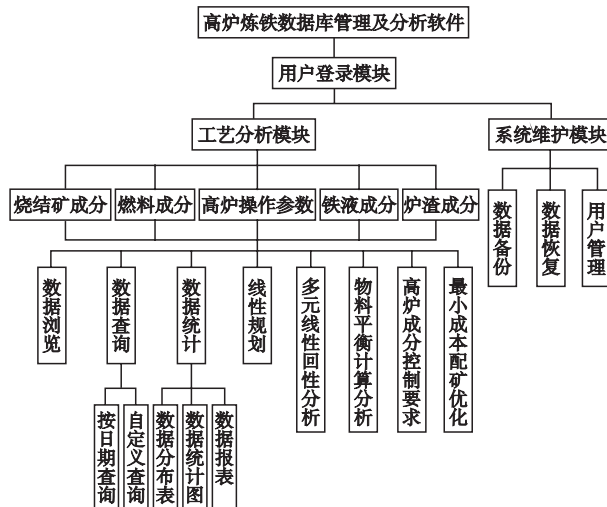 高炉炼铁数据库管理及分析软件
用户登录模块
工艺分析模块
系统维护模块
烧结矿成分
燃料成分
高炉操作参数
铁液成分
炉渣成分
数据备份
数据恢复
用户管理
数据浏览
数据查询
数据统计
线性规划
多元线性回性分析
物料平衡计算分析
高炉成分控制要求
最小成本配矿优化
按日期查询
自定义查询
数据分布表
数据统计图
数据报表